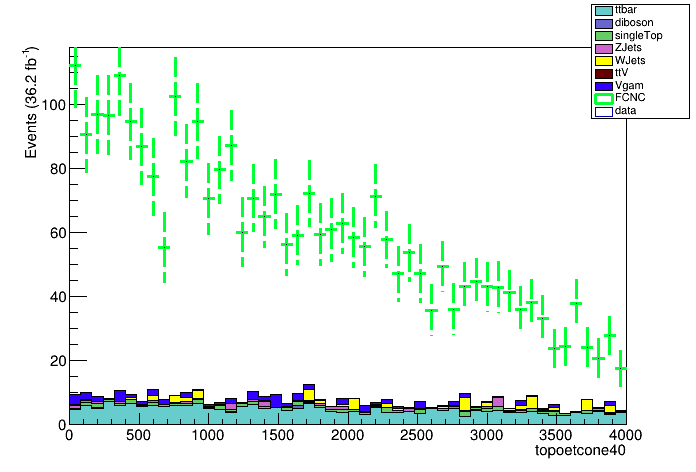 ttbar
diboson
singleTop
ZJets
WJets
ttV
Vgam
FCNC
data
Events (36.2 fb⁻¹)
100
80
60
40
20
0
0 500 1000 1500 2000 2500 3000 3500 4000
topoetcone40